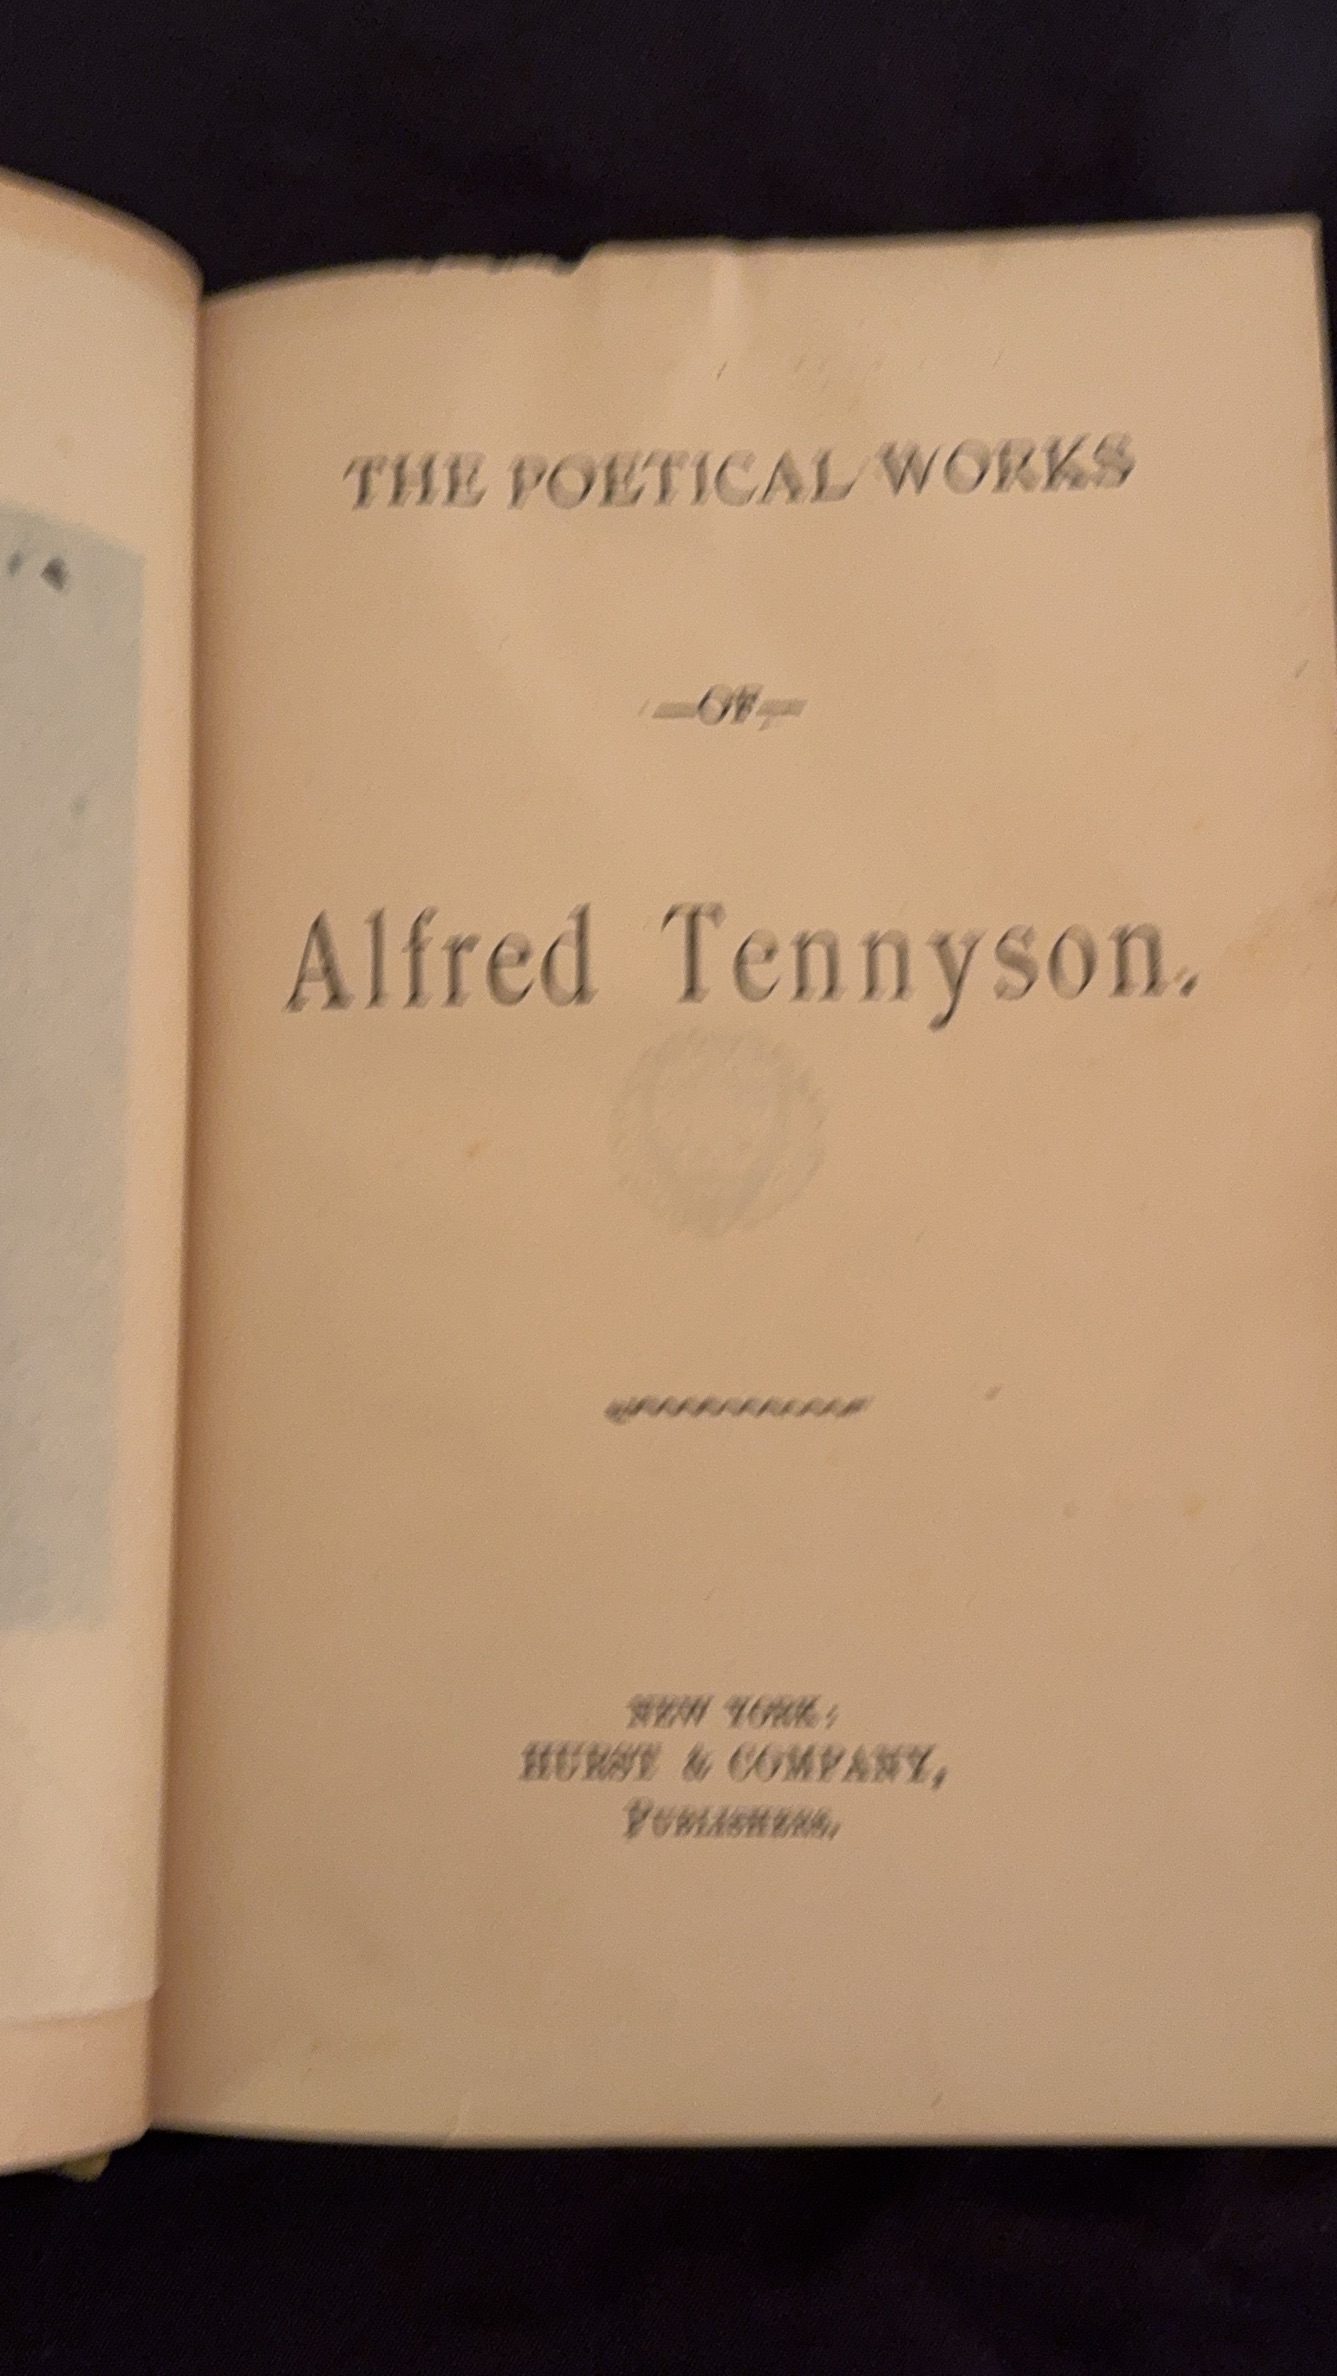 THE POETICAL WORKS
—OF—
Alfred Tennyson.
NEW YORK:
HURST & COMPANY,
PUBLISHERS.